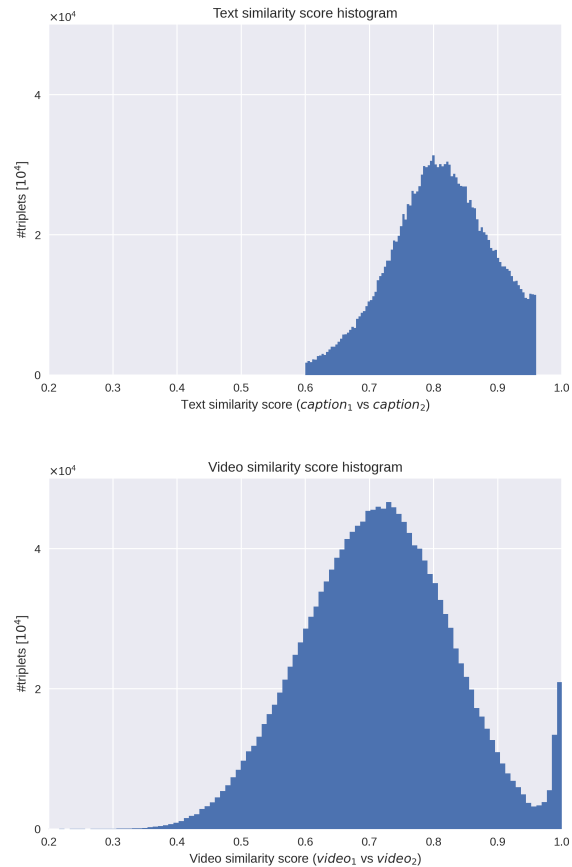 Text similarity score histogram
×10⁴
4
2
0
#triplets [10⁴]
0.2 0.3 0.4 0.5 0.6 0.7 0.8 0.9 1.0
Text similarity score (caption₁ vs caption₂)
Video similarity score histogram
×10⁴
4
2
0
#triplets [10⁴]
0.2 0.3 0.4 0.5 0.6 0.7 0.8 0.9 1.0
Video similarity score (video₁ vs video₂)